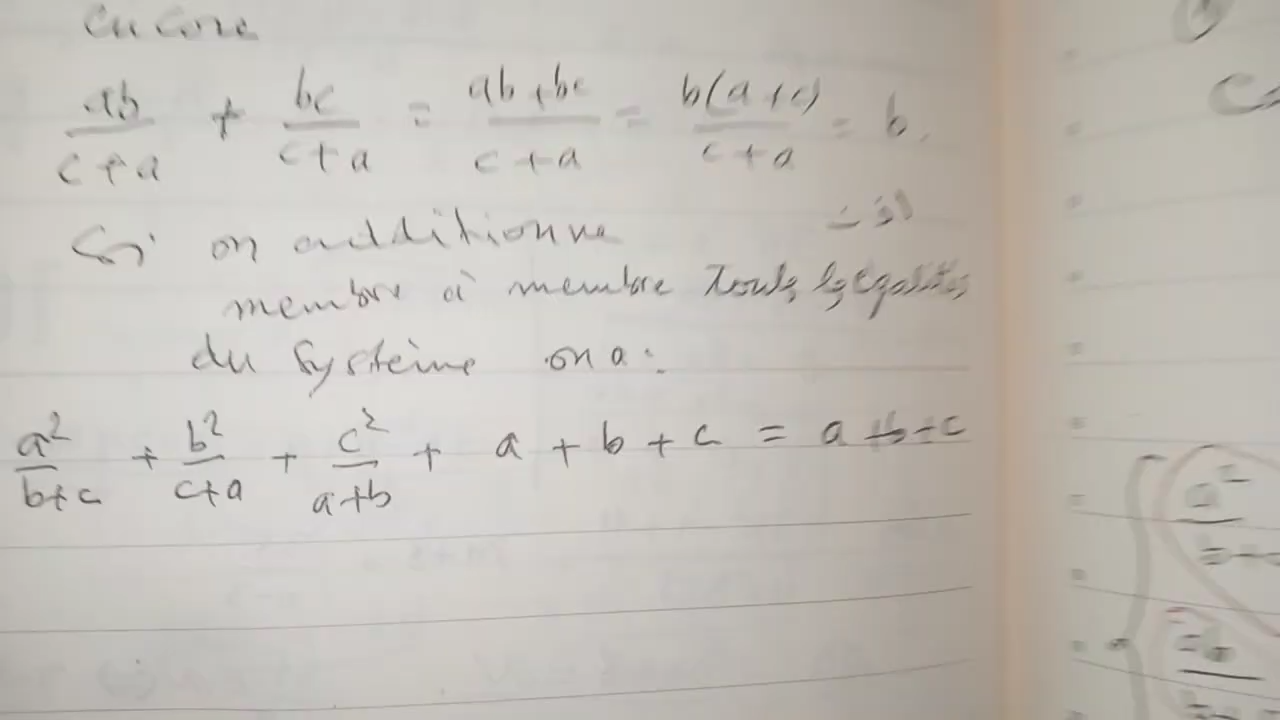 encore
ab/(c+a) + bc/(c+a) = (ab+bc)/(c+a) = b(a+c)/(c+a) = b.
Si on additionne
membre à membre toutes les égalités
du système on a :
a²/(b+c) + b²/(c+a) + c²/(a+b) + a + b + c = a+b+c